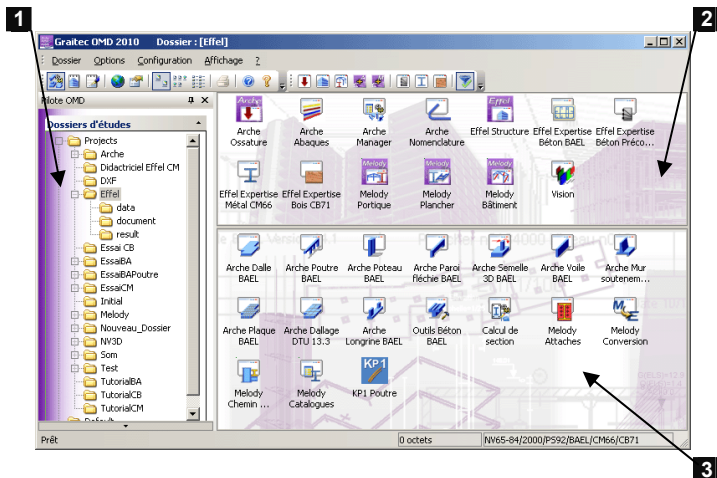 1
2
Graitec OMD 2010 Dossier : [Effel]
Dossier Options Configuration Affichage ?
Pilote OMD
Dossiers d'études
Projects
Arche
Didactriciel Effel CM
DXF
Effel
data
document
result
Essai CB
EssaiBA
EssaiBAPoutre
EssaiCM
Initial
Melody
Nouveau_Dossier
NV3D
Som
Test
TutorialBA
TutorialCB
TutorialCM
Default
Arche
Ossature
Arche
Abaques
Arche
Manager
Arche
Nomenclature
Effel Structure
Effel Expertise
Béton BAEL
Effel Expertise
Béton Préco...
Effel Expertise
Métal CM66
Effel Expertise
Bois CB71
Melody
Portique
Melody
Plancher
Melody
Bâtiment
Vision
Arche Dalle
BAEL
Arche Poutre
BAEL
Arche Poteau
BAEL
Arche Paroi
fléchie BAEL
Arche Semelle
3D BAEL
Arche Voile
BAEL
Arche Mur
soutenem...
Arche Plaque
BAEL
Arche Dallage
DTU 13.3
Arche
Longrine BAEL
Outils Béton
BAEL
Calcul de
section
Melody
Attaches
Melody
Conversion
Melody
Chemin ...
Melody
Catalogues
KP1
KP1 Poutre
Prêt
0 octets
NV65-84/2000/PS92/BAEL/CM66/CB71
3